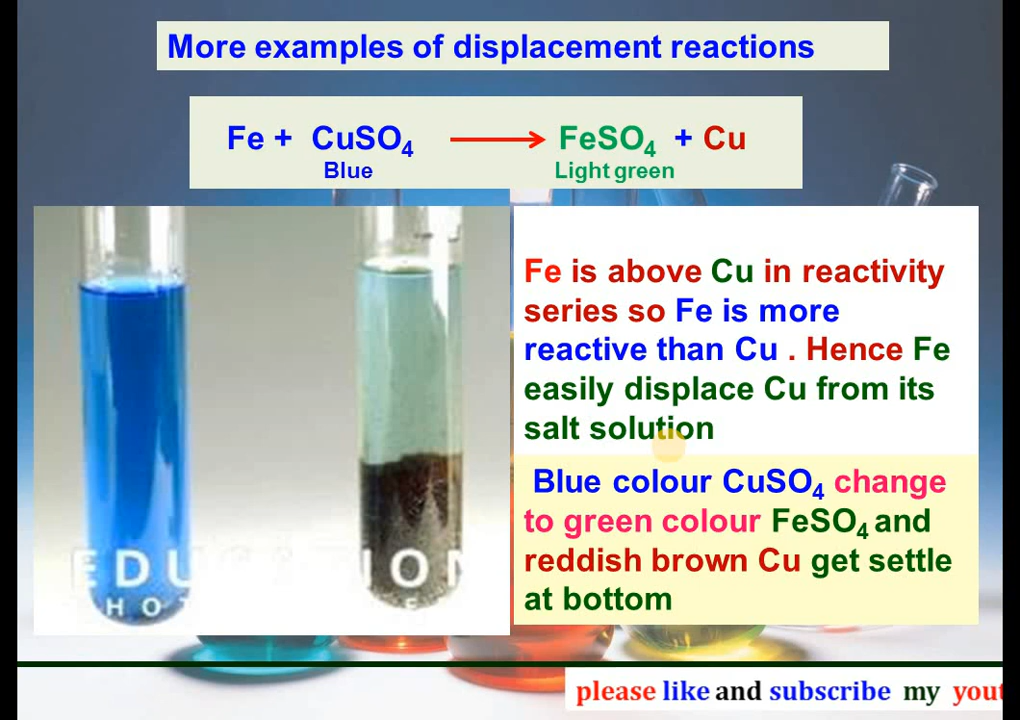 More examples of displacement reactions
Fe + CuSO₄ → FeSO₄ + Cu
Blue Light green
Fe is above Cu in reactivity
series so Fe is more
reactive than Cu . Hence Fe
easily displace Cu from its
salt solution
Blue colour CuSO₄ change
to green colour FeSO₄ and
reddish brown Cu get settle
at bottom
please like and subscribe my